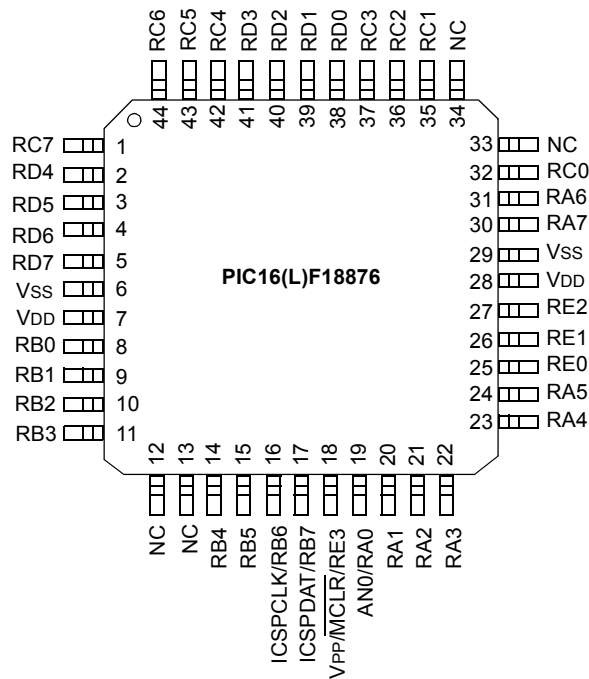 RC6
RC5
RC4
RD3
RD2
RD1
RD0
RC3
RC2
RC1
NC
44
43
42
41
40
39
38
37
36
35
34
RC7 1
RD4 2
RD5 3
RD6 4
RD7 5
VSS 6
VDD 7
RB0 8
RB1 9
RB2 10
RB3 11
PIC16(L)F18876
33 NC
32 RC0
31 RA6
30 RA7
29 VSS
28 VDD
27 RE2
26 RE1
25 RE0
24 RA5
23 RA4
12
13
14
15
16
17
18
19
20
21
22
NC
NC
RB4
RB5
ICSPCLK/RB6
ICSPDAT/RB7
VPP/MCLR/RE3
AN0/RA0
RA1
RA2
RA3